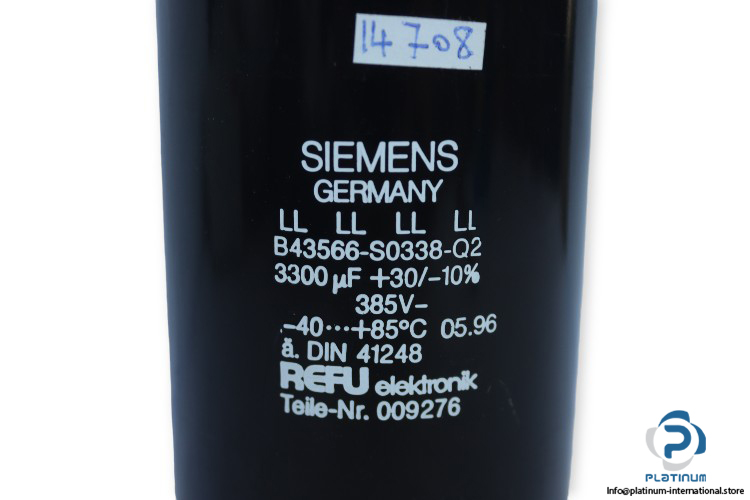 14708
SIEMENS
GERMANY
LL LL LL LL
B43566-S0338-Q2
3300 µF +30/-10%
385V-
-40···+85°C 05.96
ä. DIN 41248
REFU elektronik
Teile-Nr. 009276
PLATINUM
Info@platinum-international.store